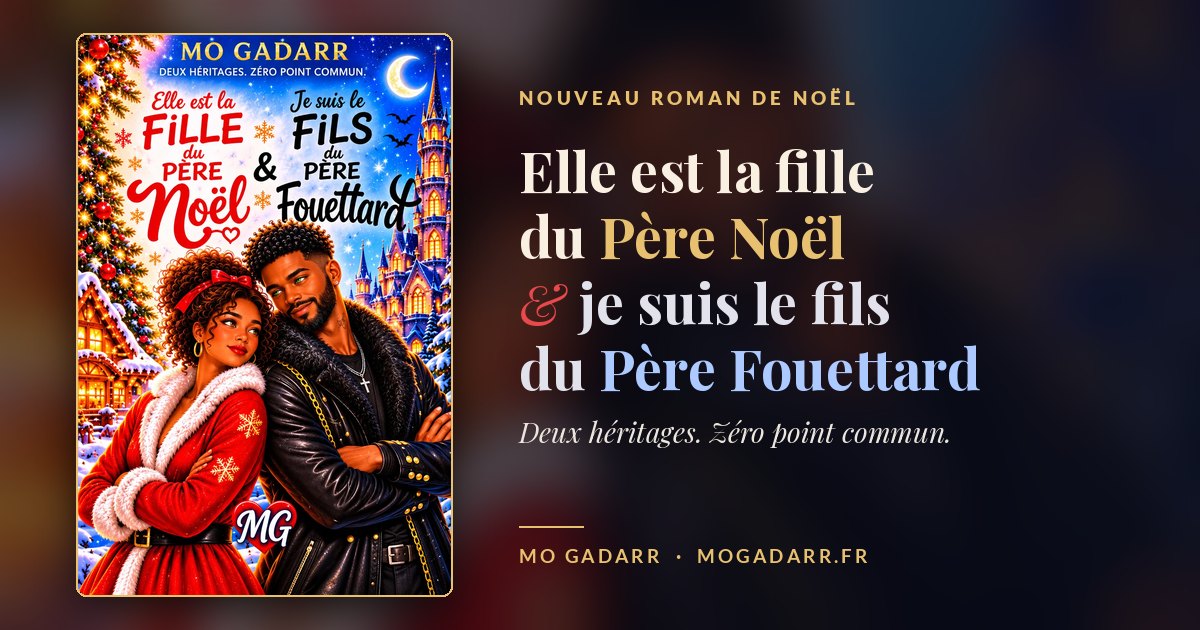 MO GADARR
DEUX HÉRITAGES. ZÉRO POINT COMMUN.
Elle est la
FiLLE
du
PÈRE
Noël
&
Je suis le
FiLS
du
PÈRE
Fouettard
MG
NOUVEAU ROMAN DE NOËL
Elle est la fille
du Père Noël
& je suis le fils
du Père Fouettard
Deux héritages. Zéro point commun.
MO GADARR · MOGADARR.FR